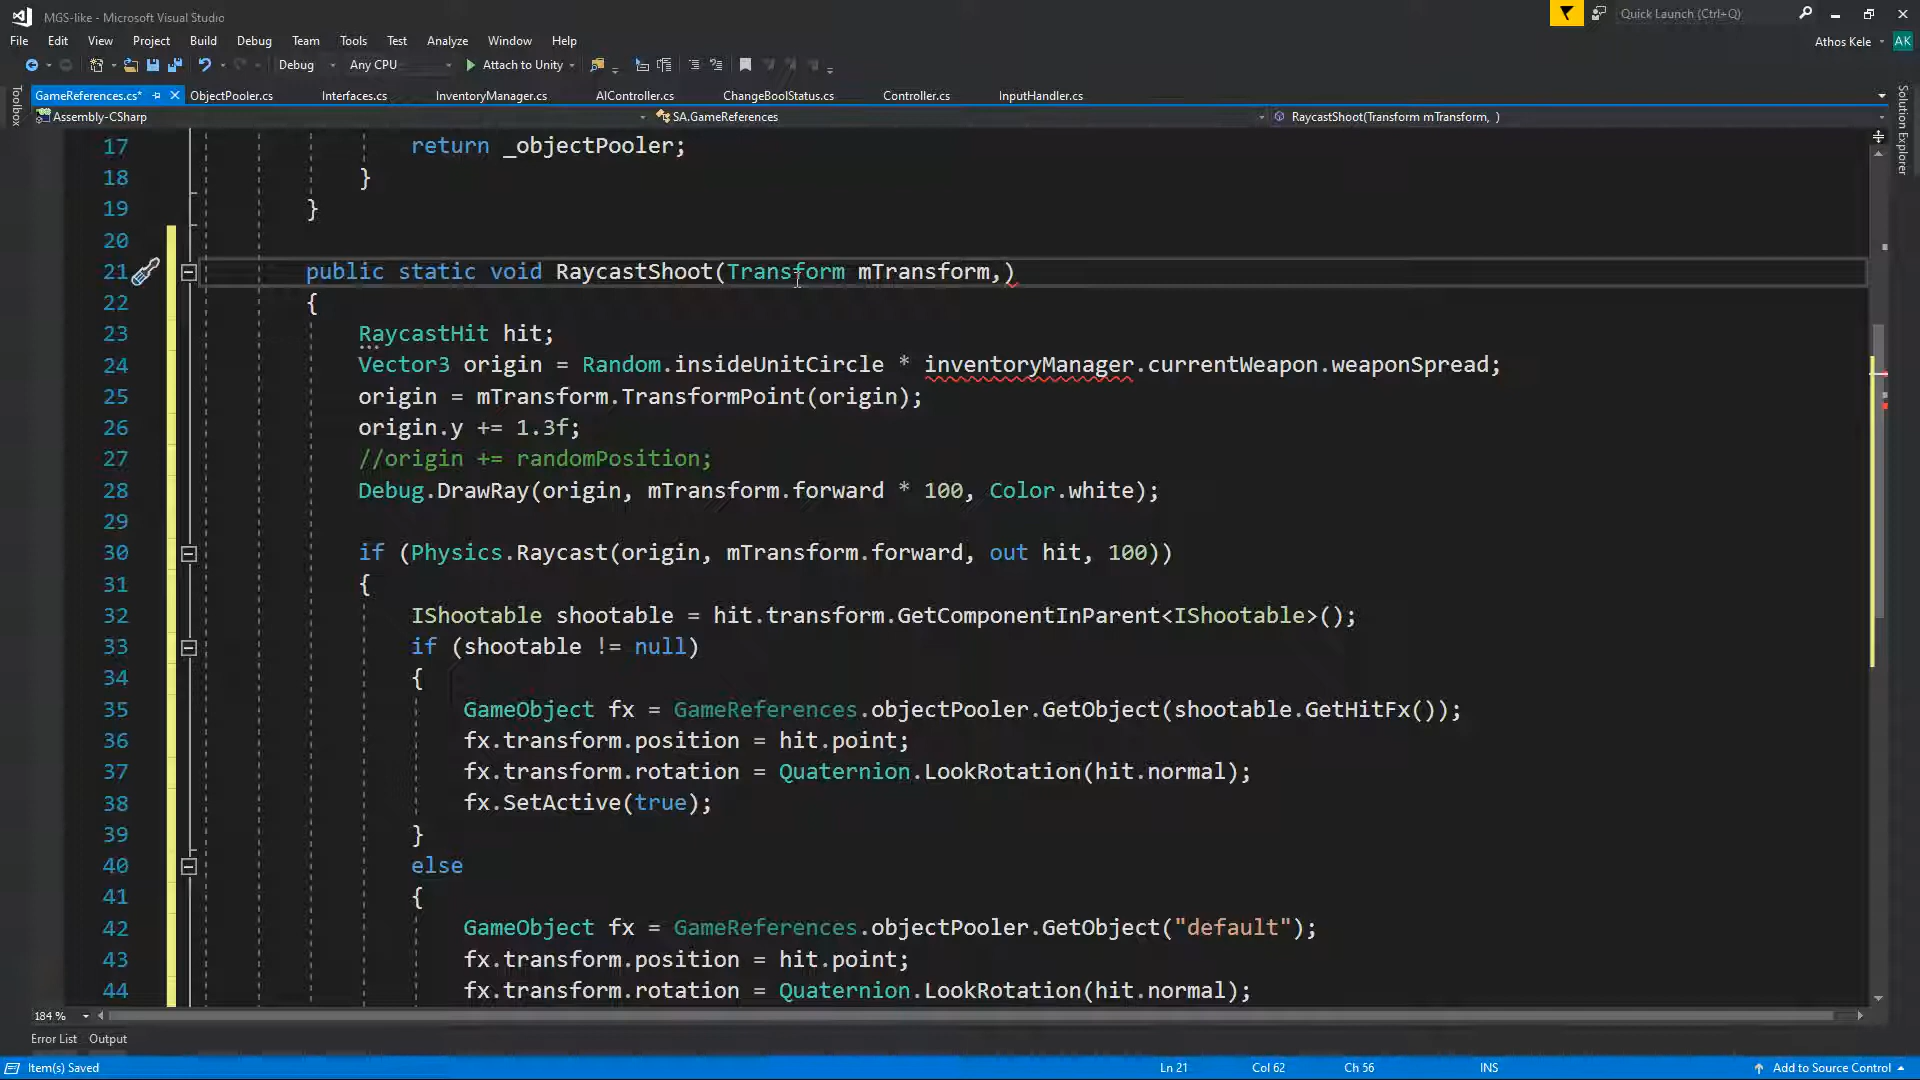 MGS-like - Microsoft Visual Studio
Quick Launch (Ctrl+Q)
File Edit View Project Build Debug Team Tools Test Analyze Window Help
Athos Kele AK
Debug Any CPU Attach to Unity
GameReferences.cs* ObjectPooler.cs Interfaces.cs InventoryManager.cs AIController.cs ChangeBoolStatus.cs Controller.cs InputHandler.cs
Toolbox
Solution Explorer
Assembly-CSharp SA.GameReferences RaycastShoot(Transform mTransform, )
17 return _objectPooler;
18 }
19 }
20
21 public static void RaycastShoot(Transform mTransform,)
22 {
23 RaycastHit hit;
24 Vector3 origin = Random.insideUnitCircle * inventoryManager.currentWeapon.weaponSpread;
25 origin = mTransform.TransformPoint(origin);
26 origin.y += 1.3f;
27 //origin += randomPosition;
28 Debug.DrawRay(origin, mTransform.forward * 100, Color.white);
29
30 if (Physics.Raycast(origin, mTransform.forward, out hit, 100))
31 {
32 IShootable shootable = hit.transform.GetComponentInParent<IShootable>();
33 if (shootable != null)
34 {
35 GameObject fx = GameReferences.objectPooler.GetObject(shootable.GetHitFx());
36 fx.transform.position = hit.point;
37 fx.transform.rotation = Quaternion.LookRotation(hit.normal);
38 fx.SetActive(true);
39 }
40 else
41 {
42 GameObject fx = GameReferences.objectPooler.GetObject("default");
43 fx.transform.position = hit.point;
44 fx.transform.rotation = Quaternion.LookRotation(hit.normal);
184 %
Error List Output
Item(s) Saved Ln 21 Col 62 Ch 56 INS Add to Source Control